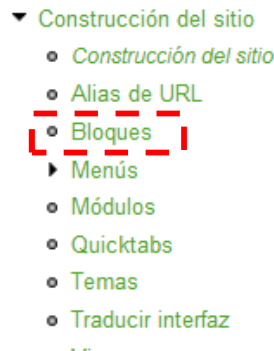 Construcción del sitio
Construcción del sitio
Alias de URL
Bloques
Menús
Módulos
Quicktabs
Temas
Traducir interfaz